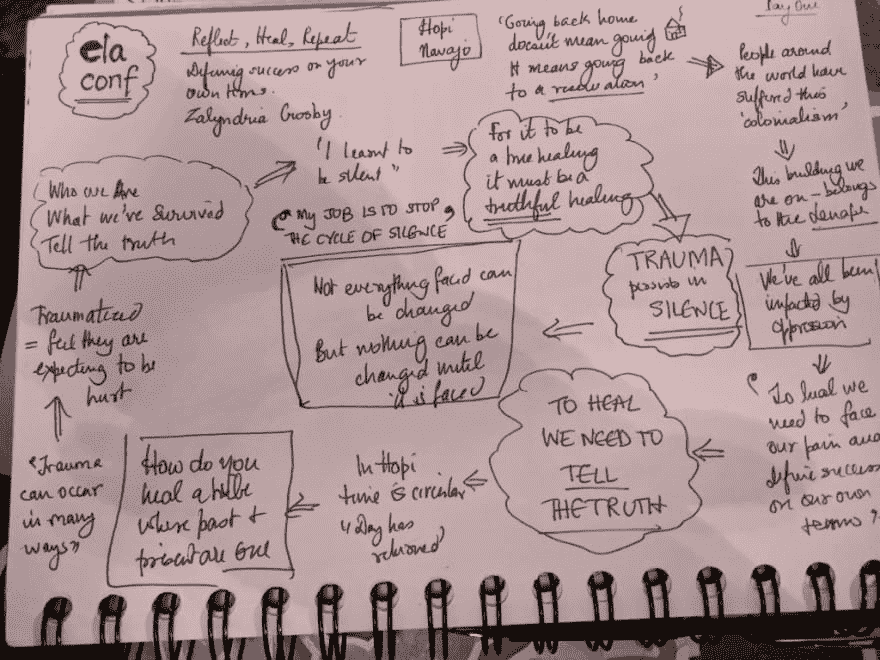 ela
conf
Reflect, Heal, Repeat
Defining success on your
own terms.
Zalyndria Crosby
Hopi
Navajo
Day One
'Going back home
doesn't mean going
It means going back
to a reservation'
People around
the world have
suffered this
'colonialism'
This building we
are on - belongs
to the Lenape
We've all been
impacted by
oppression
"To heal we
need to face
our pain and
define success
on our own
terms"
TO HEAL
WE NEED TO
TELL
THE TRUTH
In Hopi
time is circular
"Day has
returned"
How do you
heal a tribe
where past +
present are one
"Trauma
can occur
in many
ways"
Traumatized
= feel they are
expecting to be
hurt
Who we Are
What we've survived
Tell the truth
"I learnt to
be silent"
for it to be
a true healing
it must be a
truthful healing
"MY JOB IS TO STOP
THE CYCLE OF SILENCE"
TRAUMA
in
SILENCE
Not everything faced can
be changed
But nothing can be
changed until
it is faced